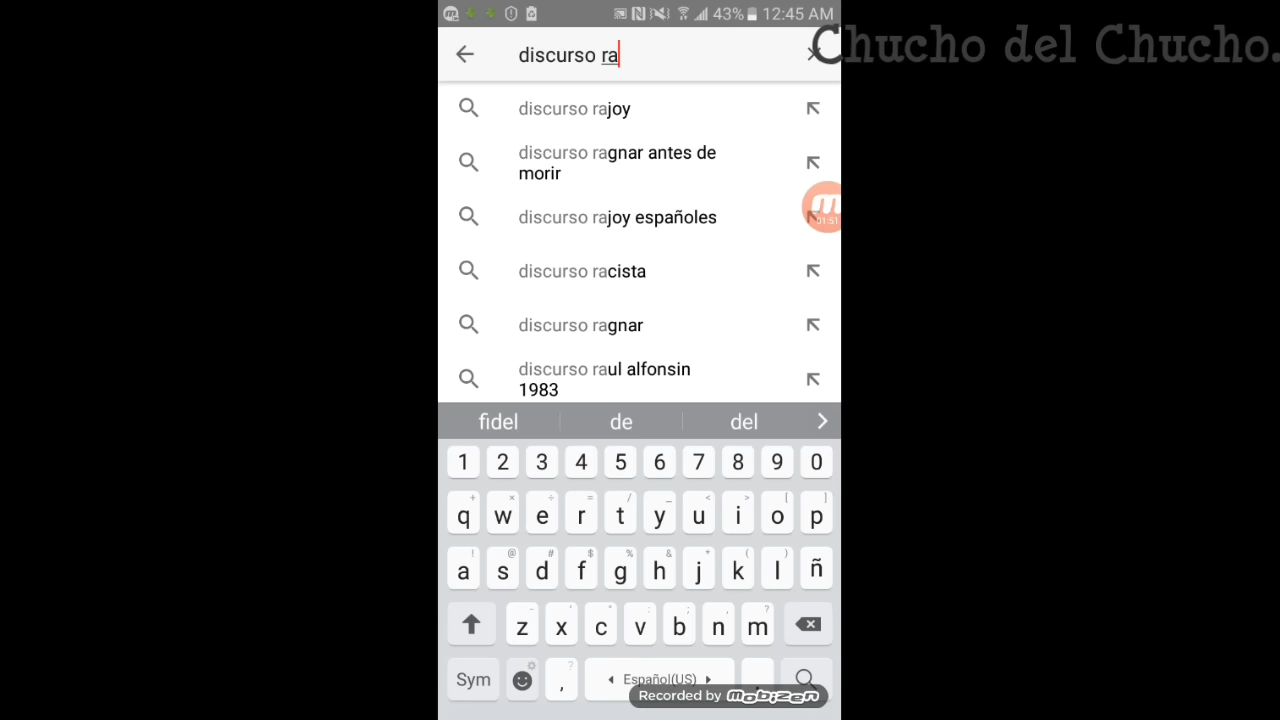 43% 12:45 AM
Chucho del Chucho.
discurso ra
discurso rajoy
discurso ragnar antes de
morir
discurso rajoy españoles
01:51
discurso racista
discurso ragnar
discurso raul alfonsin
1983
fidel de del
1 2 3 4 5 6 7 8 9 0
q w e r t y u i o p
a s d f g h j k l ñ
z x c v b n m
Sym , Español(US)
Recorded by mobizen